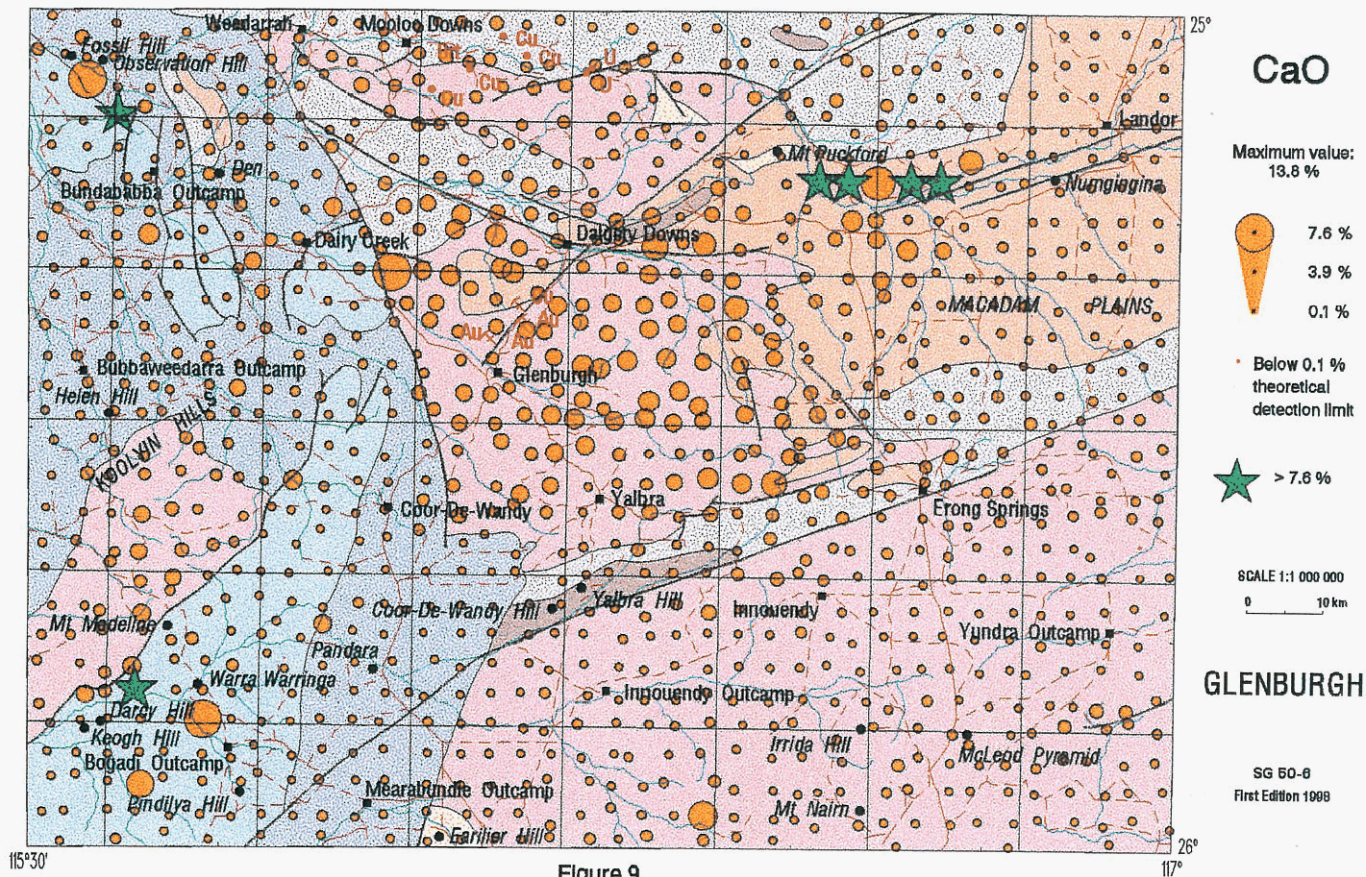 Weedarrah
Mooloo Downs
25°
Fossil Hill
Observation Hill
Cu
Cu
U
Cu
U
Landor
Mt Puckford
Den
Bundababba Outcamp
Numgingina
Dairy Creek
Dalgety Downs
MACADAM PLAINS
Au
Au
Au
Bubbaweedarra Outcamp
Glenburgh
Helen Hill
KOOLYIN HILLS
Coor-De-Wandy
Yalbra
Erong Springs
Coor-De-Wandy Hill
Yalbra Hill
Innouendy
Mt Madeline
Yundra Outcamp
Pandara
Warra Warringa
Innouendy Outcamp
Darcy Hill
Keogh Hill
Irrida Hill
McLeod Pyramid
Bogadi Outcamp
Pindilya Hill
Mearabundie Outcamp
Mt Nairn
Earilier Hill
115°30'
26°
117°
Figure 9
CaO
Maximum value:
13.8 %
7.6 %
3.9 %
0.1 %
Below 0.1 %
theoretical
detection limit
> 7.6 %
SCALE 1:1 000 000
0 10 km
GLENBURGH
SG 50-6
First Edition 1998